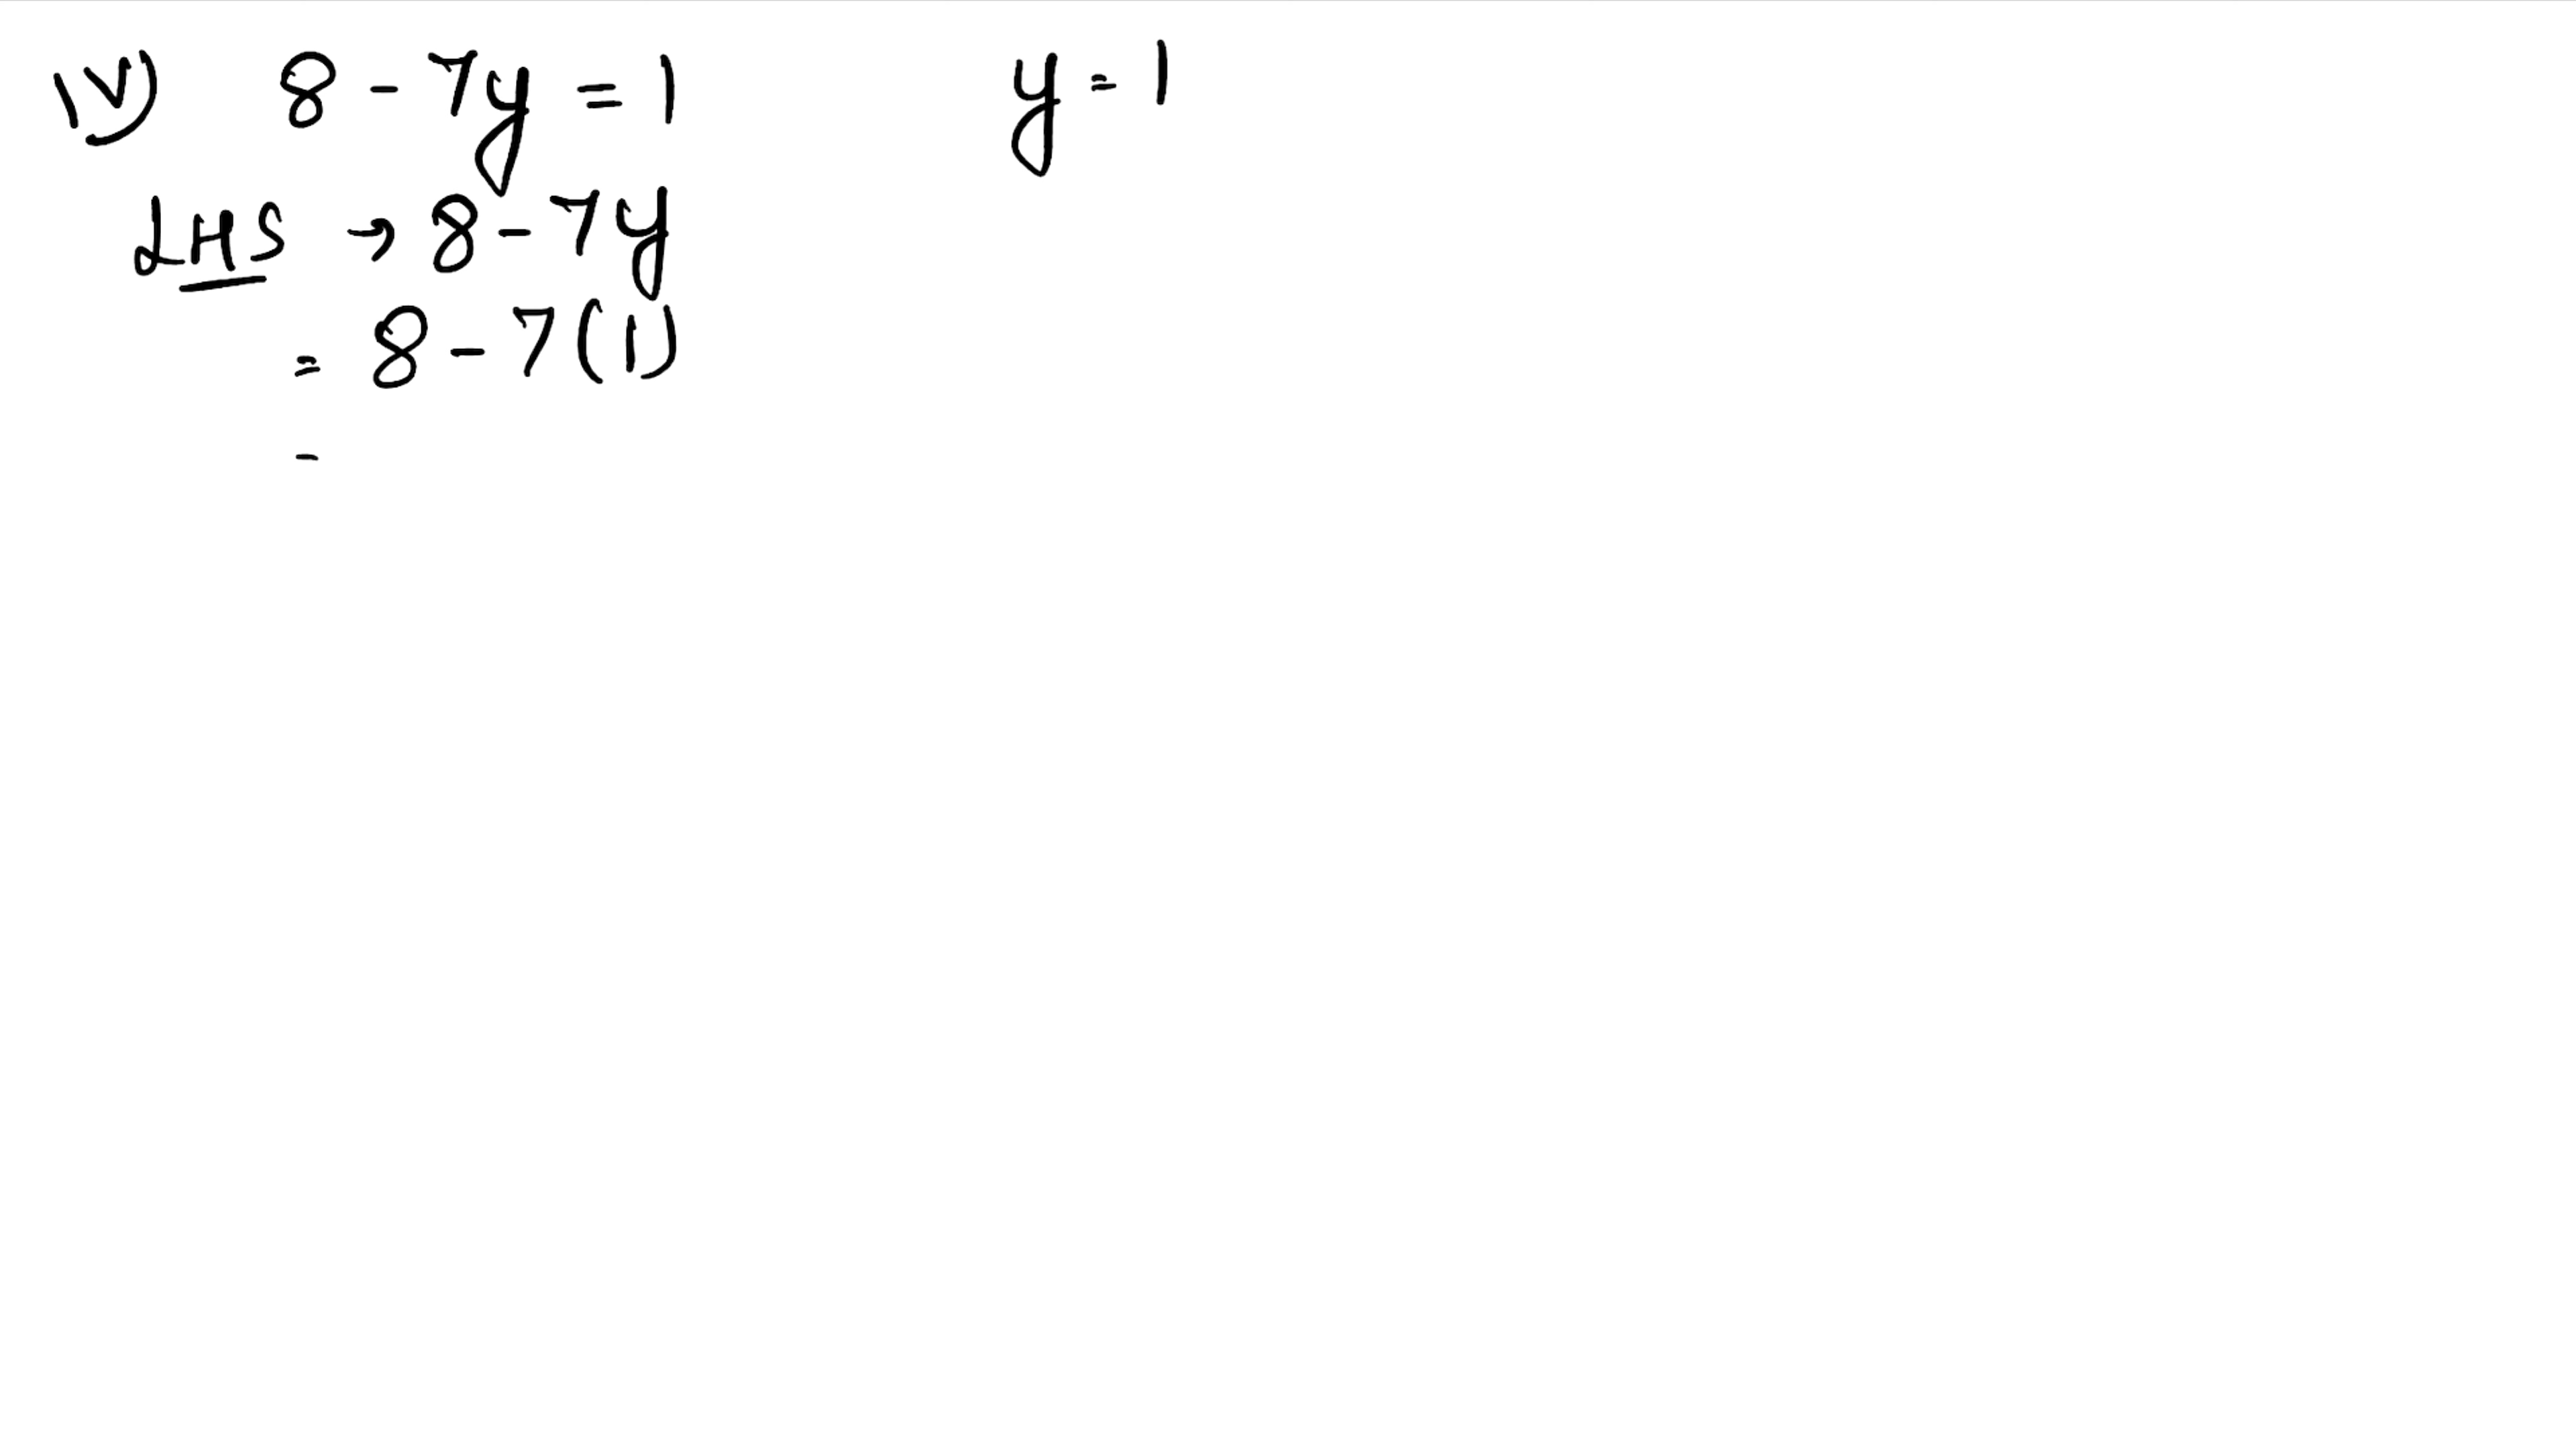 iv) 8 - 7y = 1 y = 1
LHS → 8 - 7y
= 8 - 7(1)
-